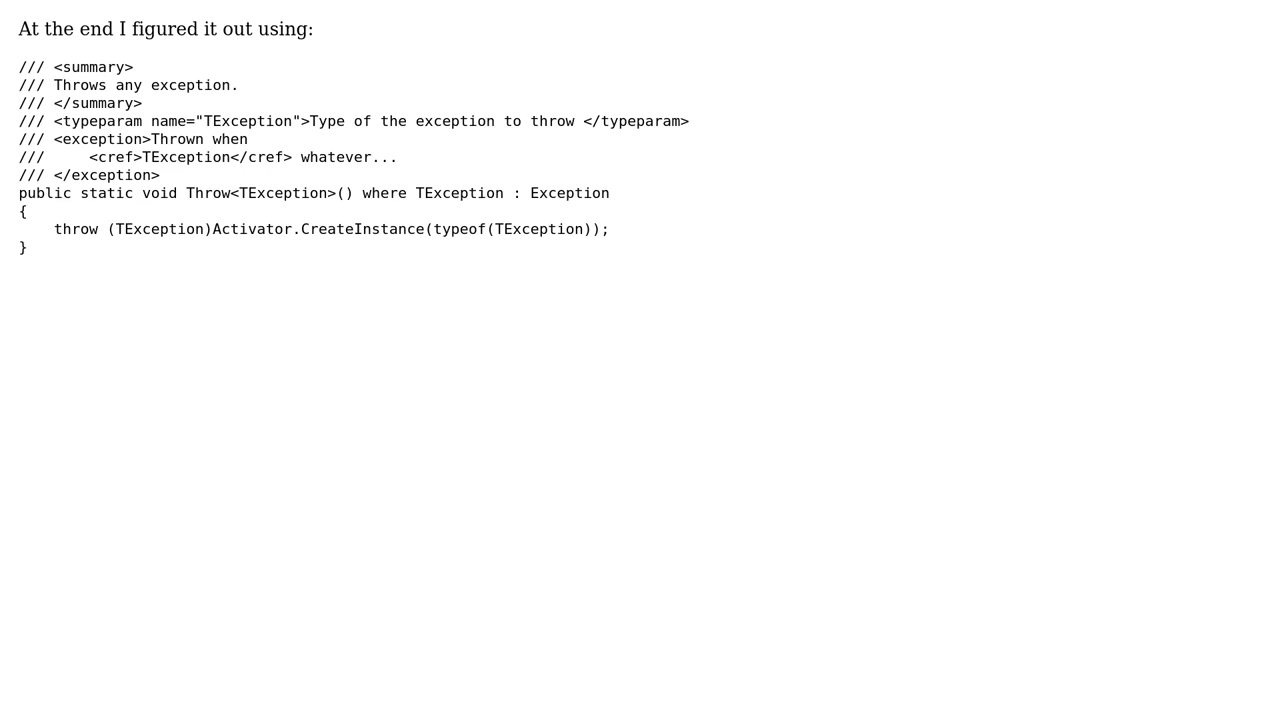 At the end I figured it out using:
/// <summary>
/// Throws any exception.
/// </summary>
/// <typeparam name="TException">Type of the exception to throw </typeparam>
/// <exception>Thrown when
///     <cref>TException</cref> whatever...
/// </exception>
public static void Throw<TException>() where TException : Exception
{
    throw (TException)Activator.CreateInstance(typeof(TException));
}